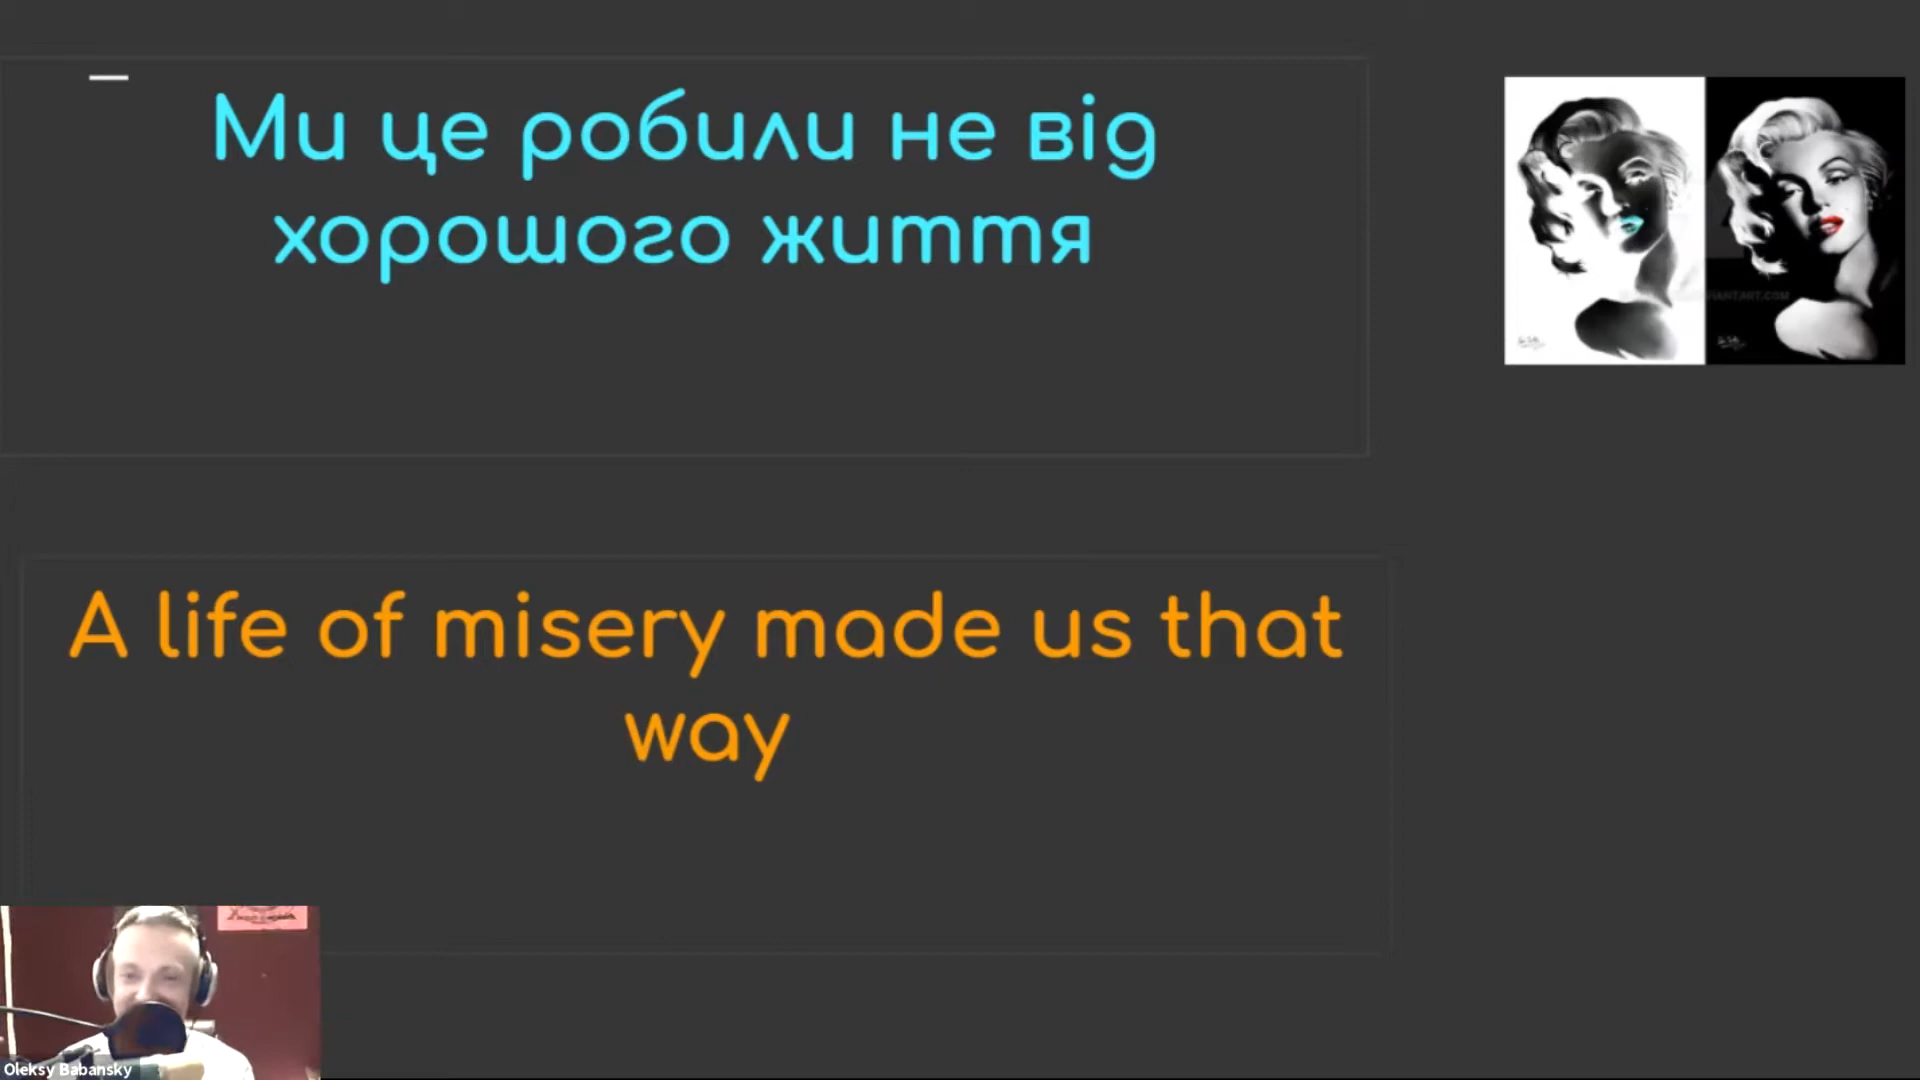 Ми це робили не від
хорошого життя
A life of misery made us that
way
Oleksy Babansky